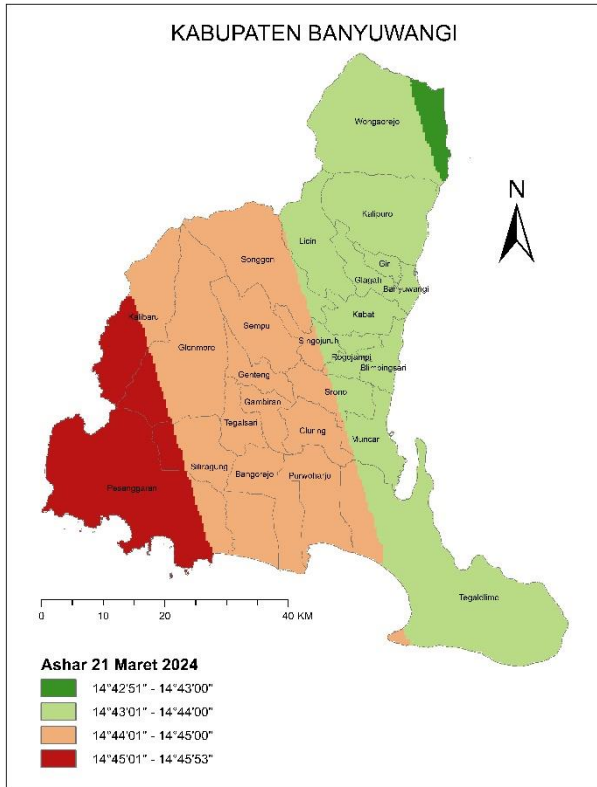 KABUPATEN BANYUWANGI
Wongsorejo
N
Kalipuro
Licin
Songgon
Giri
Glagah
Banyuwangi
Kalibaru
Kabat
Sempu
Singojuruh
Glenmore
Rogojampi
Blimbingsari
Genteng
Srono
Gambiran
Tegalsari
Cluring
Muncar
Siliragung
Bangorejo
Purwoharjo
Pesanggaran
Tegaldlimo
0 10 20 40 KM
Ashar 21 Maret 2024
14°42'51" - 14°43'00"
14°43'01" - 14°44'00"
14°44'01" - 14°45'00"
14°45'01" - 14°45'53"